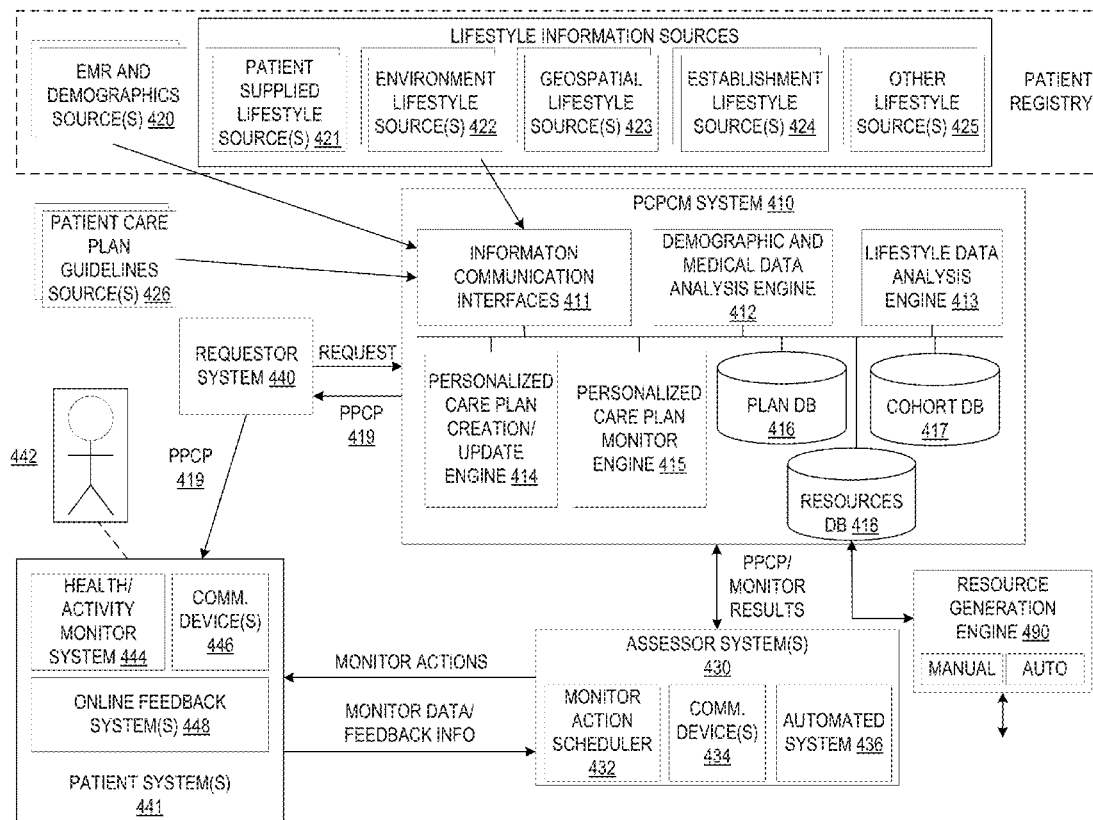 LIFESTYLE INFORMATION SOURCES
EMR AND
DEMOGRAPHICS
SOURCE(S) 420
PATIENT
SUPPLIED
LIFESTYLE
SOURCE(S) 421
ENVIRONMENT
LIFESTYLE
SOURCE(S) 422
GEOSPATIAL
LIFESTYLE
SOURCE(S) 423
ESTABLISHMENT
LIFESTYLE
SOURCE(S) 424
OTHER
LIFESTYLE
SOURCE(S) 425
PATIENT
REGISTRY
PATIENT CARE
PLAN
GUIDELINES
SOURCE(S) 426
PCPCM SYSTEM 410
INFORMATON
COMMUNICATION
INTERFACES 411
DEMOGRAPHIC AND
MEDICAL DATA
ANALYSIS ENGINE
412
LIFESTYLE DATA
ANALYSIS
ENGINE 413
REQUESTOR
SYSTEM 440
REQUEST
PPCP
419
PERSONALIZED
CARE PLAN
CREATION/
UPDATE
ENGINE 414
PERSONALIZED
CARE PLAN
MONITOR
ENGINE 415
PLAN DB
416
COHORT DB
417
RESOURCES
DB 418
442
PPCP
419
HEALTH/
ACTIVITY
MONITOR
SYSTEM 444
COMM.
DEVICE(S)
446
ONLINE FEEDBACK
SYSTEM(S) 448
PATIENT SYSTEM(S)
441
MONITOR ACTIONS
MONITOR DATA/
FEEDBACK INFO
PPCP/
MONITOR
RESULTS
ASSESSOR SYSTEM(S)
430
MONITOR
ACTION
SCHEDULER
432
COMM.
DEVICE(S)
434
AUTOMATED
SYSTEM 436
RESOURCE
GENERATION
ENGINE 490
MANUAL
AUTO